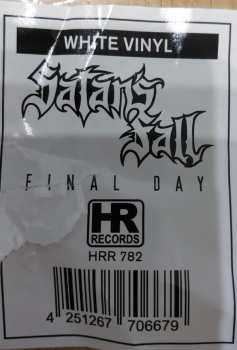 WHITE VINYL
Satan's
Fall
FINAL DAY
HR
RECORDS
HRR 782
4 251267 706679